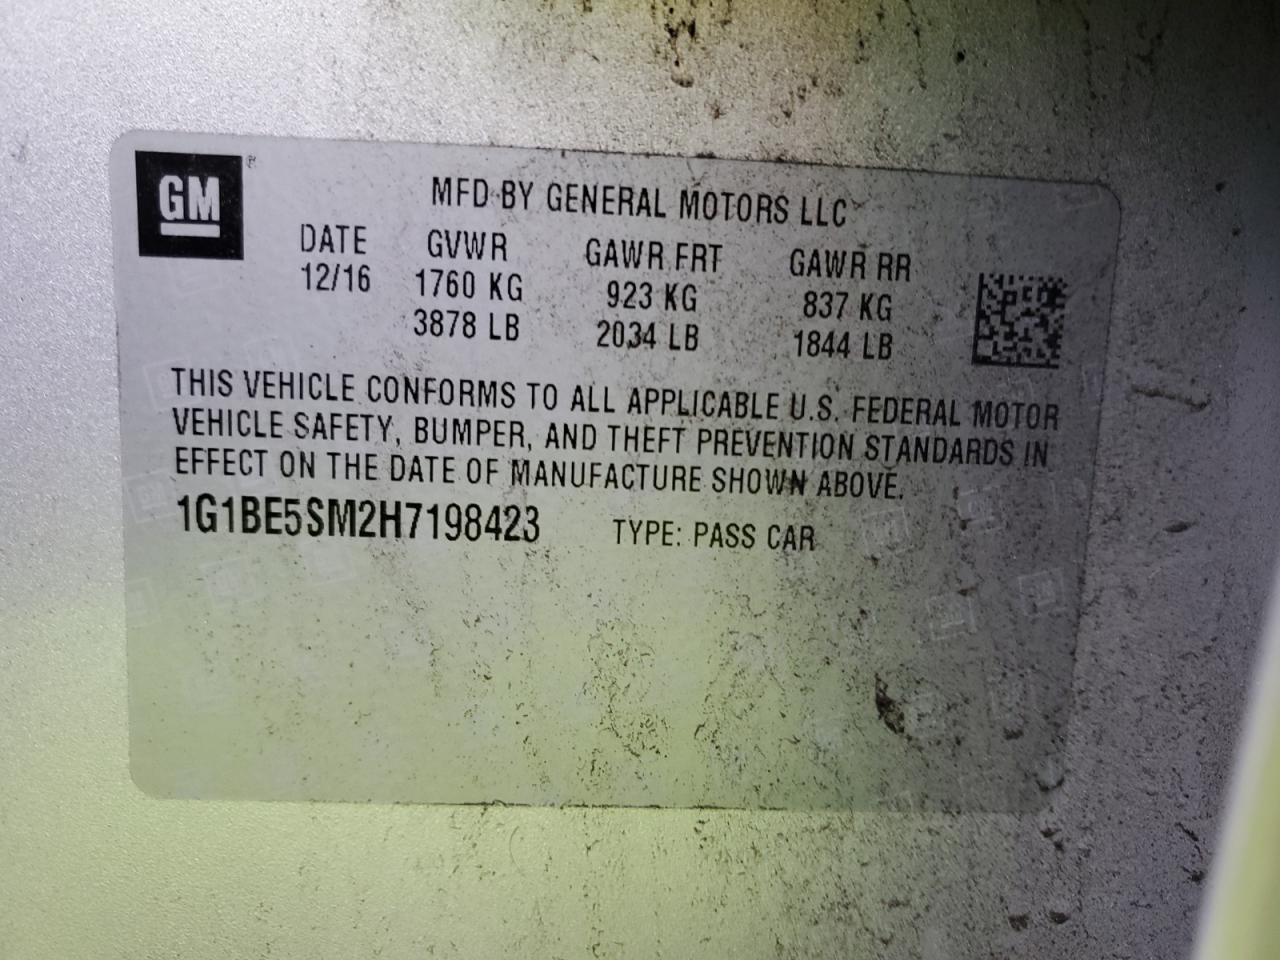 GM
MFD BY GENERAL MOTORS LLC
DATE GVWR GAWR FRT GAWR RR
12/16 1760 KG 923 KG 837 KG
3878 LB 2034 LB 1844 LB
THIS VEHICLE CONFORMS TO ALL APPLICABLE U.S. FEDERAL MOTOR
VEHICLE SAFETY, BUMPER, AND THEFT PREVENTION STANDARDS IN
EFFECT ON THE DATE OF MANUFACTURE SHOWN ABOVE.
1G1BE5SM2H7198423 TYPE: PASS CAR